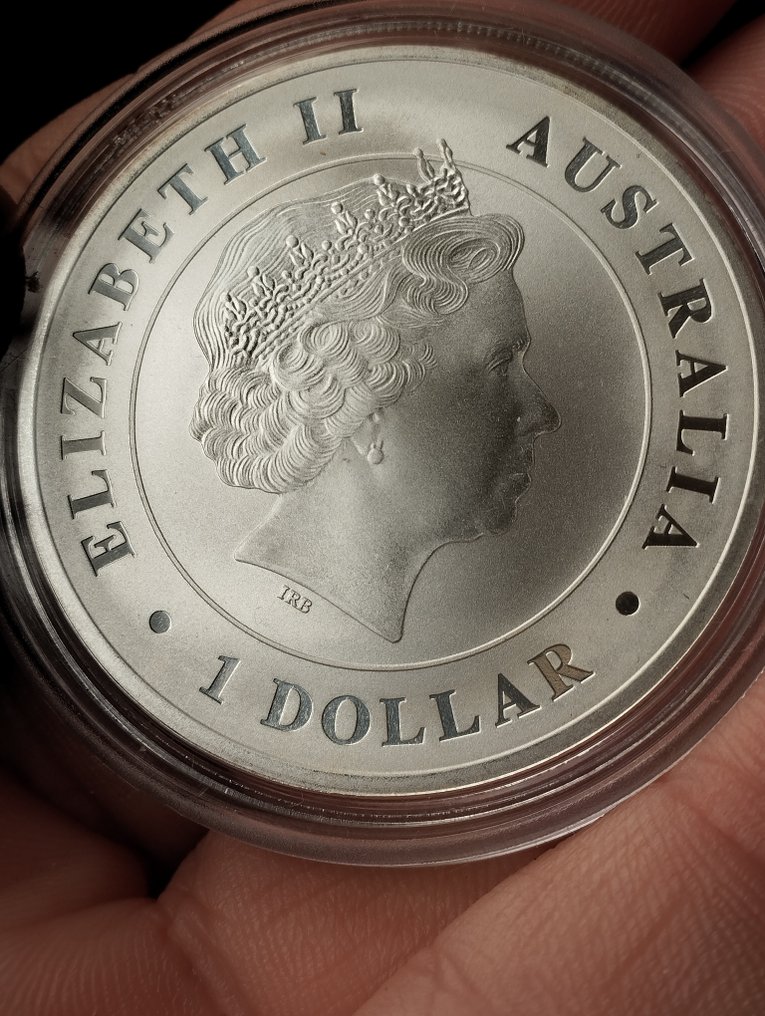 ELIZABETH II AUSTRALIA
IRB
• 1 DOLLAR •